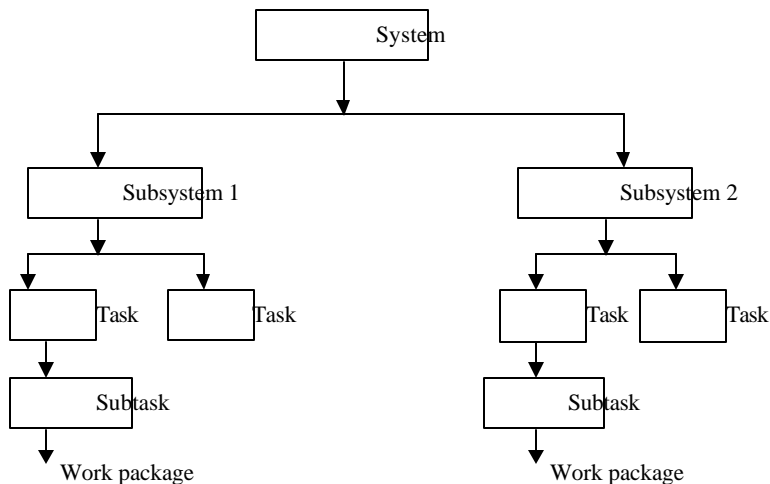 System
Subsystem 1
Subsystem 2
Task
Task
Task
Task
Subtask
Subtask
Work package
Work package